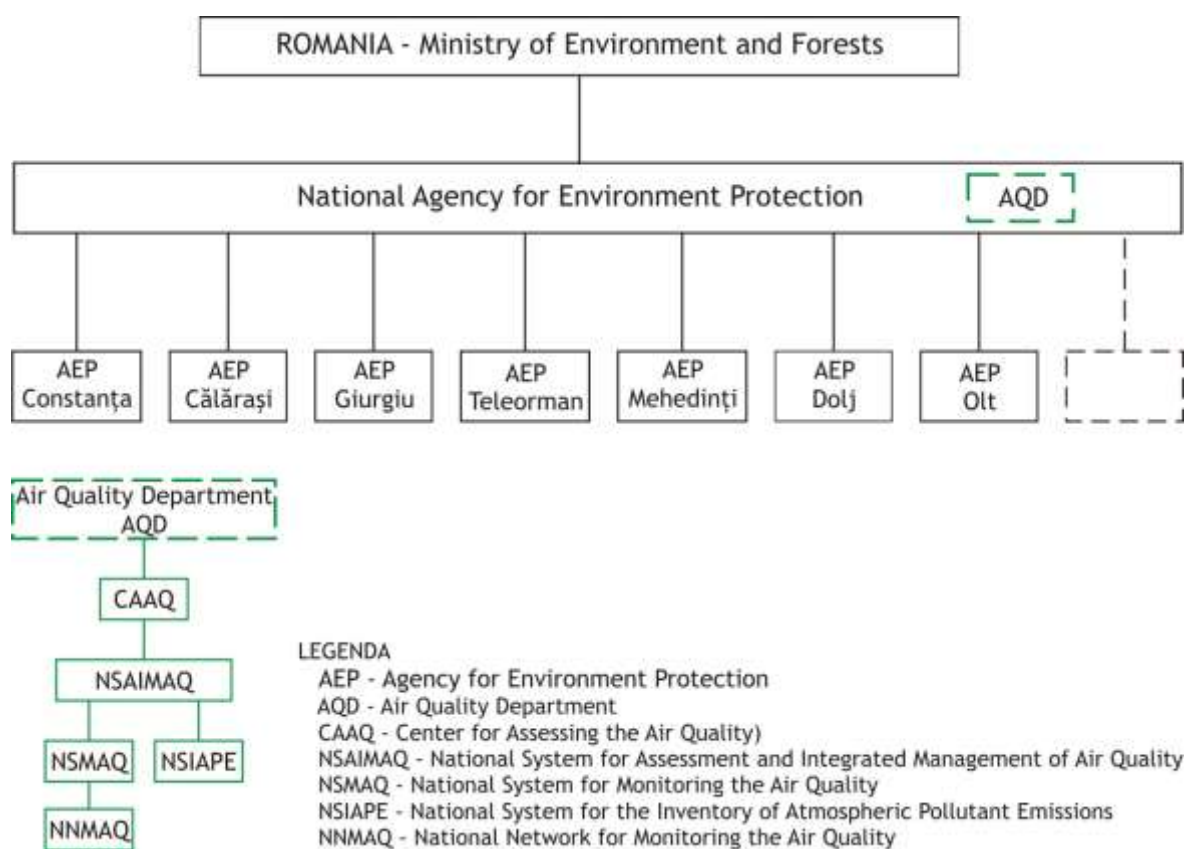 ROMANIA - Ministry of Environment and Forests
National Agency for Environment Protection
AQD
AEP
Constanţa
AEP
Călăraşi
AEP
Giurgiu
AEP
Teleorman
AEP
Mehedinţi
AEP
Dolj
AEP
Olt
Air Quality Department
AQD
CAAQ
NSAIMAQ
NSMAQ
NSIAPE
NNMAQ
LEGENDA
AEP - Agency for Environment Protection
AQD - Air Quality Department
CAAQ - Center for Assessing the Air Quality)
NSAIMAQ - National System for Assessment and Integrated Management of Air Quality
NSMAQ - National System for Monitoring the Air Quality
NSIAPE - National System for the Inventory of Atmospheric Pollutant Emissions
NNMAQ - National Network for Monitoring the Air Quality